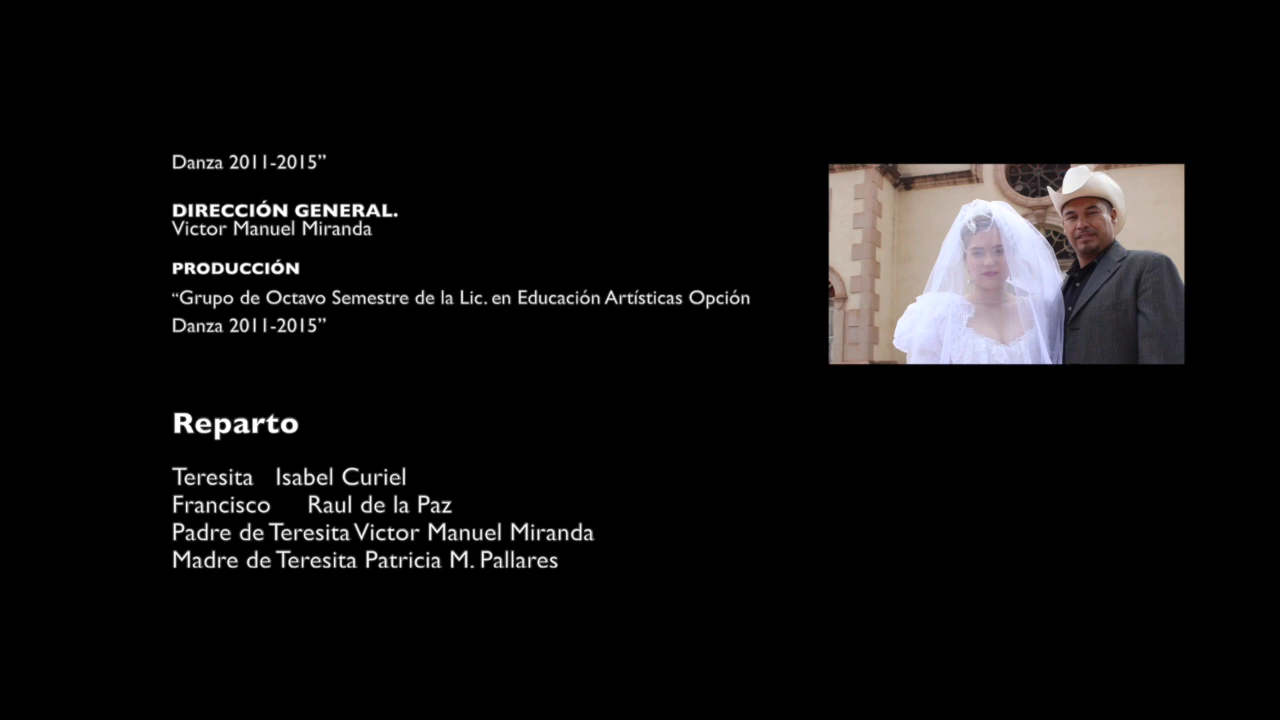 Danza 2011-2015”
DIRECCIÓN GENERAL.
Victor Manuel Miranda
PRODUCCIÓN
“Grupo de Octavo Semestre de la Lic. en Educación Artísticas Opción
Danza 2011-2015”
Reparto
Teresita Isabel Curiel
Francisco Raul de la Paz
Padre de Teresita Victor Manuel Miranda
Madre de Teresita Patricia M. Pallares